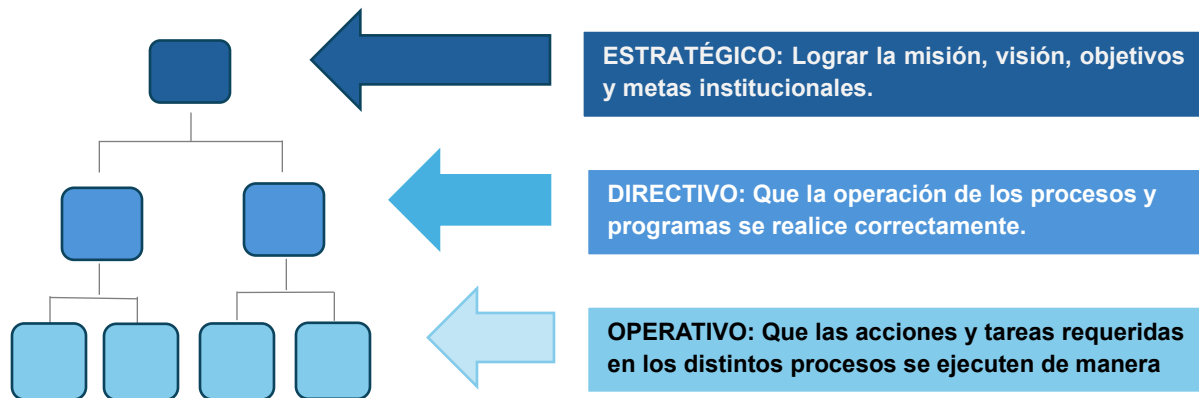 ESTRATÉGICO: Lograr la misión, visión, objetivos
y metas institucionales.
DIRECTIVO: Que la operación de los procesos y
programas se realice correctamente.
OPERATIVO: Que las acciones y tareas requeridas
en los distintos procesos se ejecuten de manera